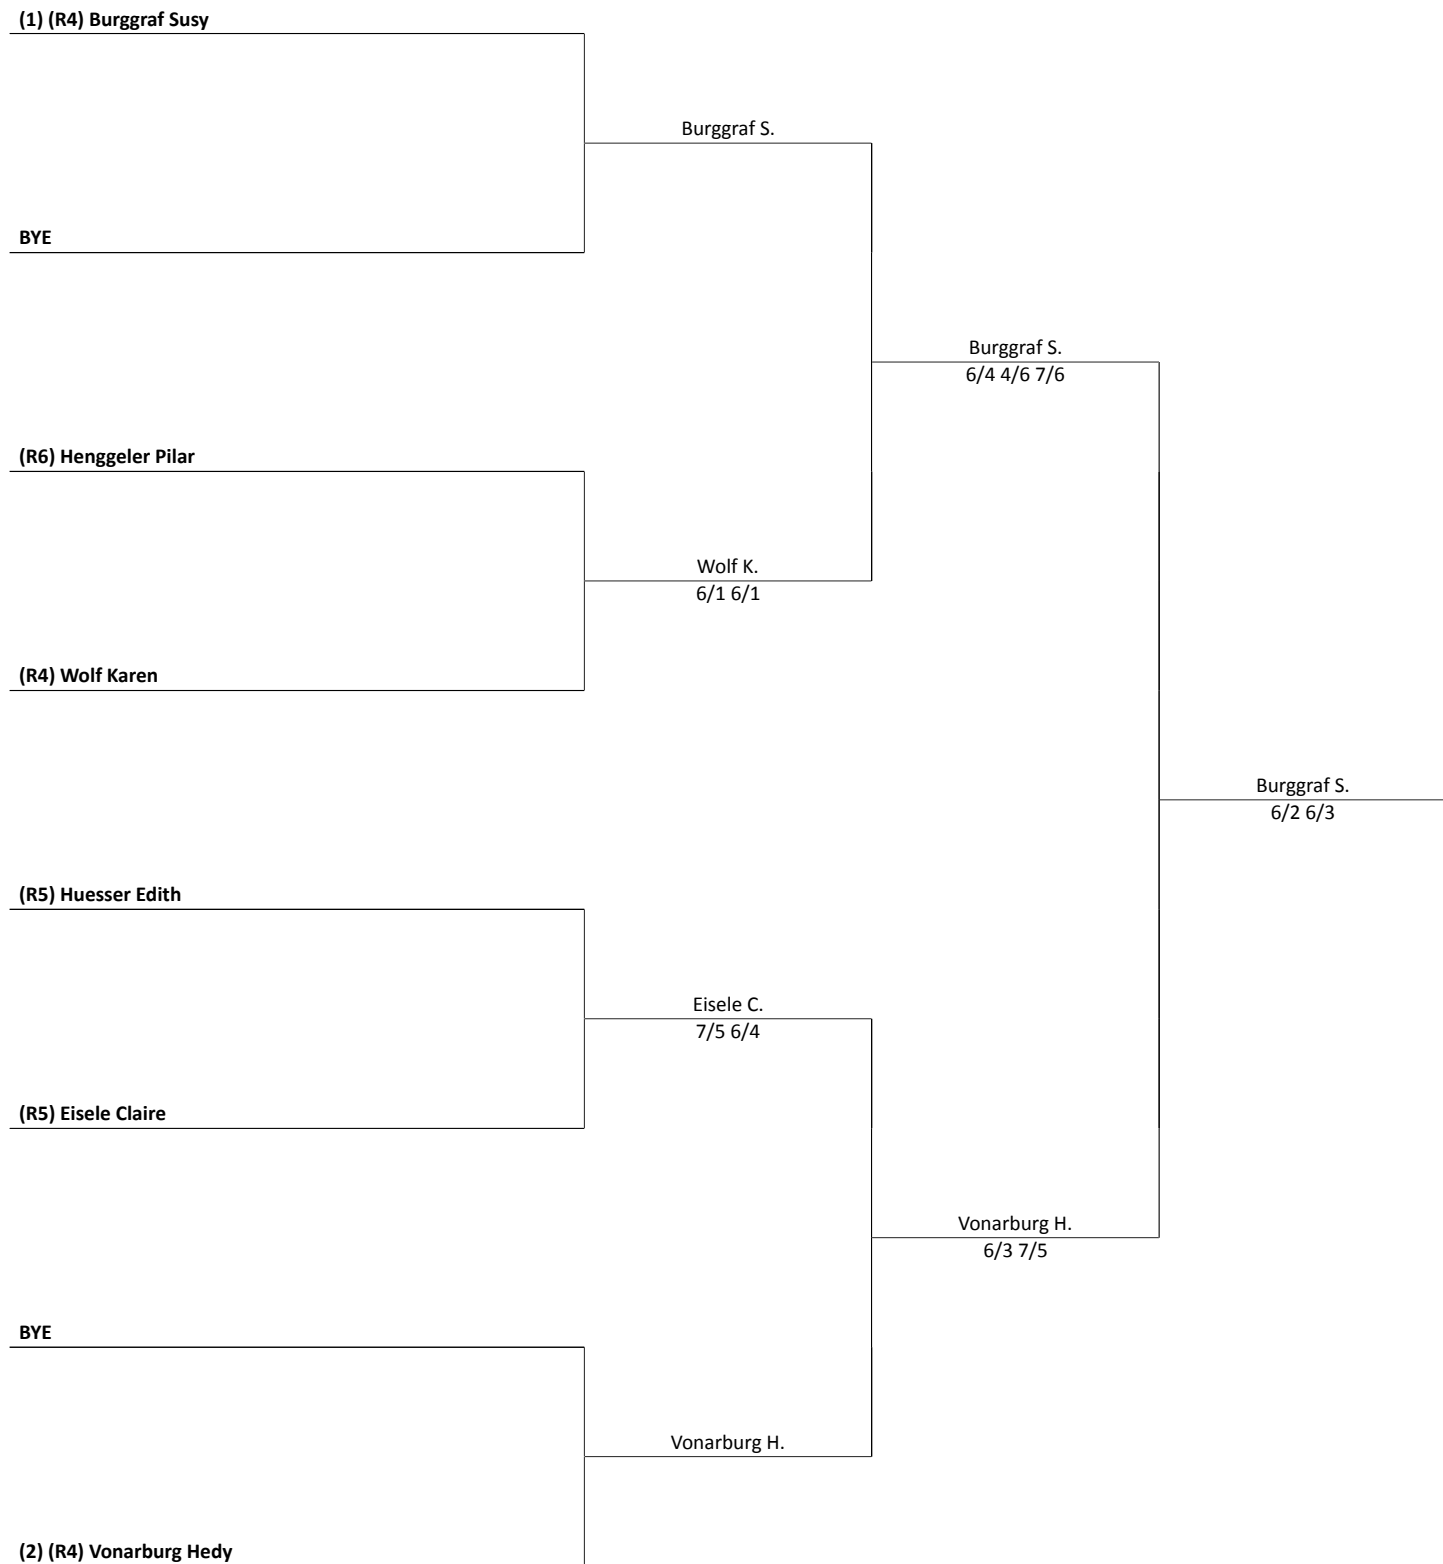 (1) (R4) Burggraf Susy
Burggraf S.
BYE
Burggraf S.
6/4 4/6 7/6
(R6) Henggeler Pilar
Wolf K.
6/1 6/1
(R4) Wolf Karen
Burggraf S.
6/2 6/3
(R5) Huesser Edith
Eisele C.
7/5 6/4
(R5) Eisele Claire
Vonarburg H.
6/3 7/5
BYE
Vonarburg H.
(2) (R4) Vonarburg Hedy